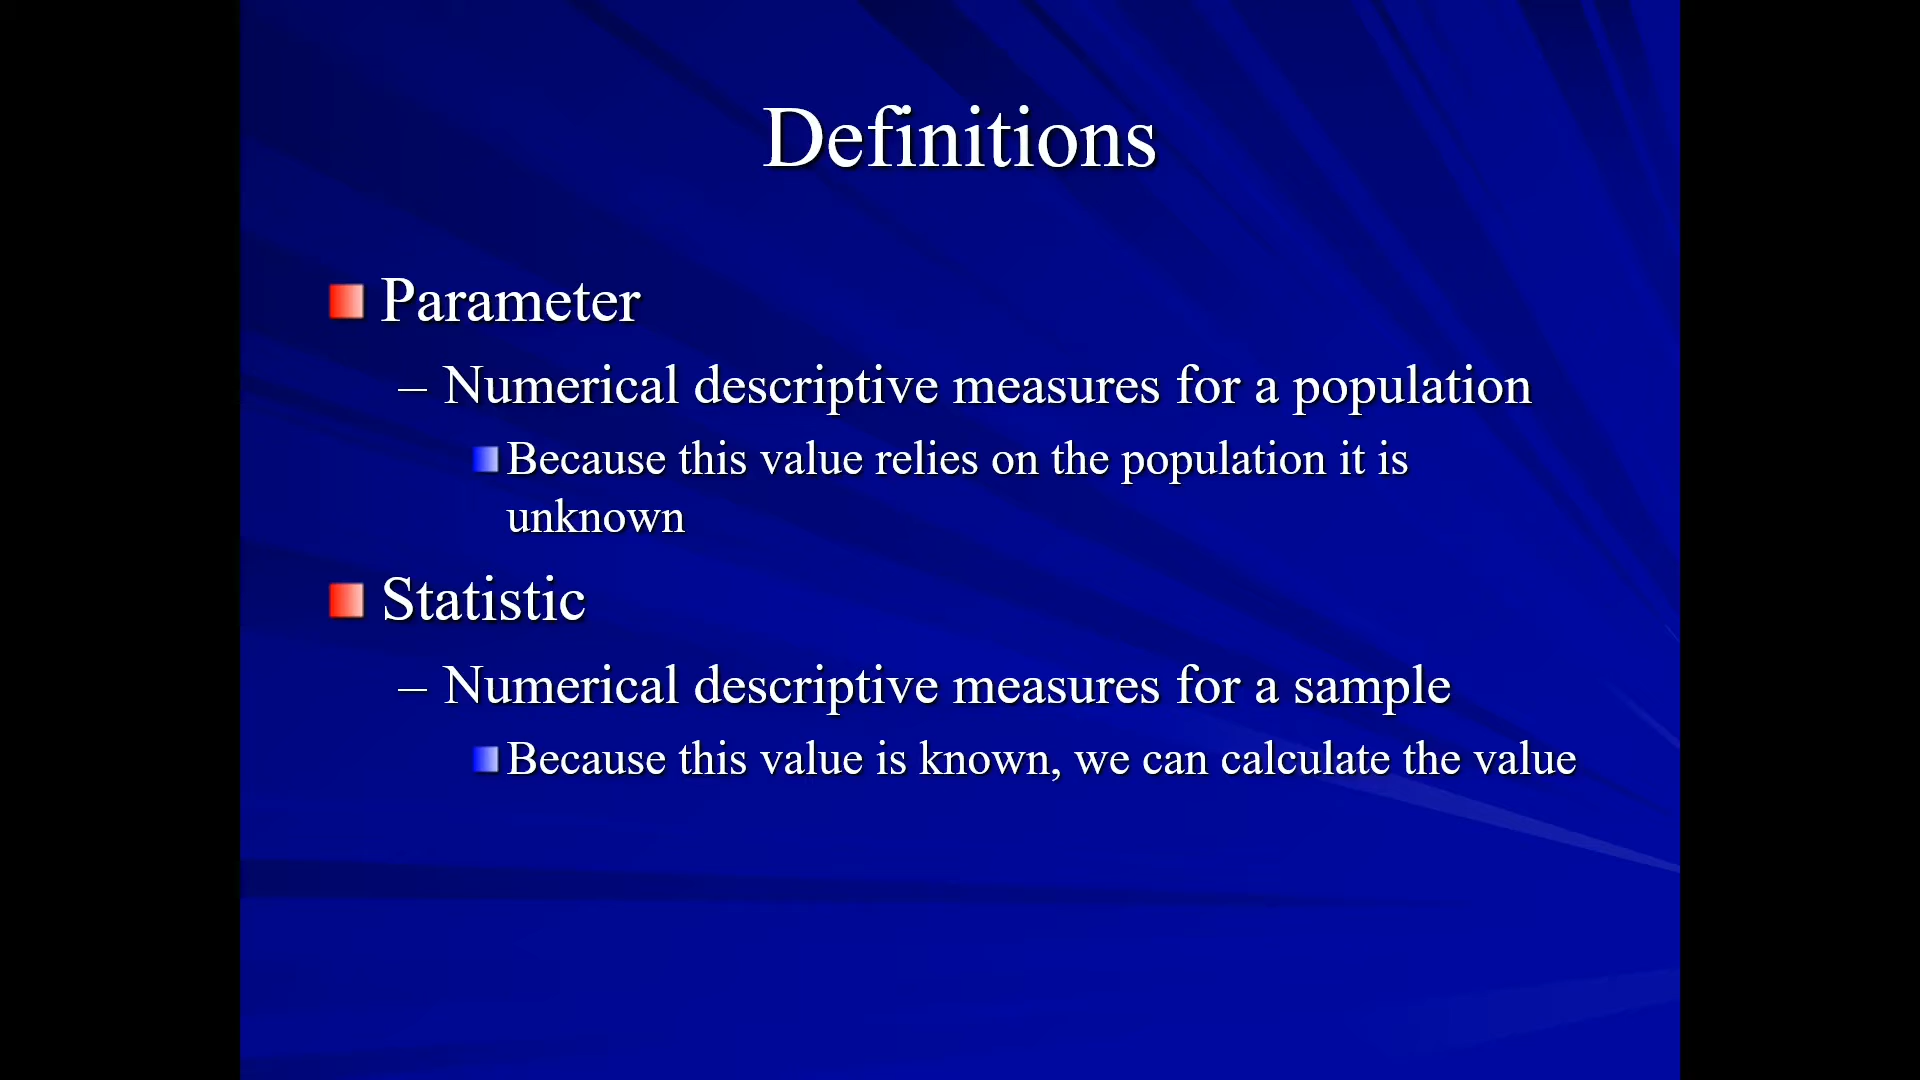 Definitions
Parameter
– Numerical descriptive measures for a population
Because this value relies on the population it is
unknown
Statistic
– Numerical descriptive measures for a sample
Because this value is known, we can calculate the value